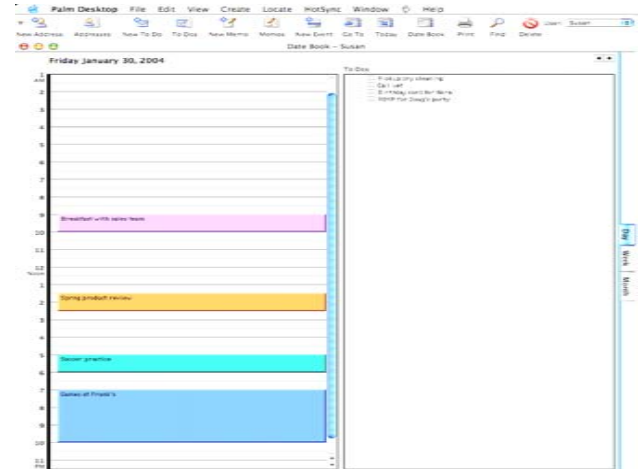 Palm Desktop File Edit View Create Locate HotSync Window Help
User: Susan
New Address Addresses New To Do To Dos New Memo Memos New Event Go To Today Date Book Print Find Delete
Date Book – Susan
Friday January 30, 2004
To Dos
1
AM
Pick up dry cleaning
Call vet
2
Birthday card for
RSVP for Doug's party
3
4
5
6
7
8
9
Breakfast with sales team
10
Day
11
Week
12
Noon
Month
1
Spring product review
2
3
4
5
Soccer practice
6
7
Games at Frank's
8
9
10
11
PM